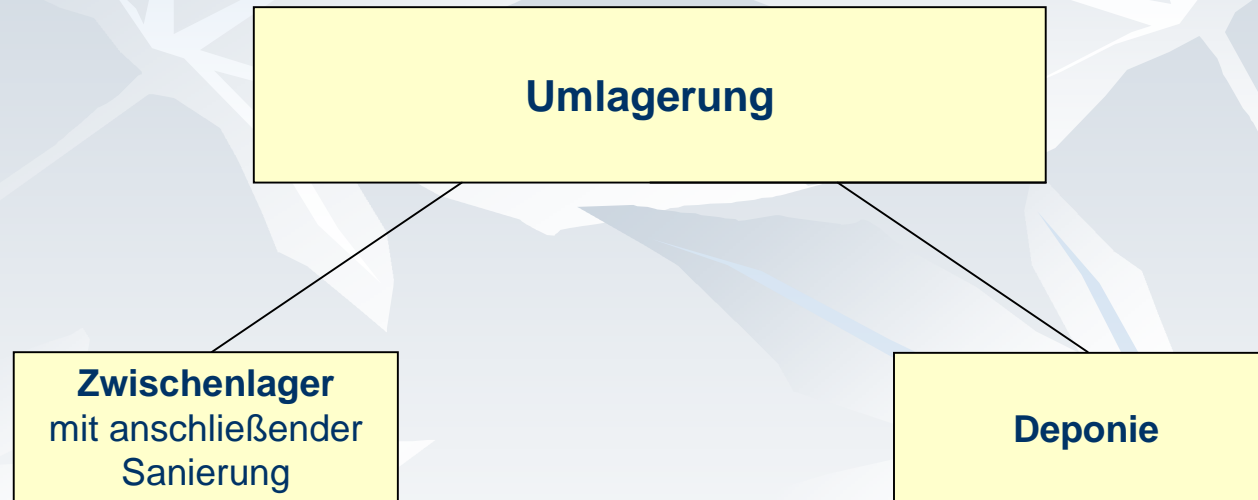 Umlagerung
Zwischenlager
mit anschließender
Sanierung
Deponie